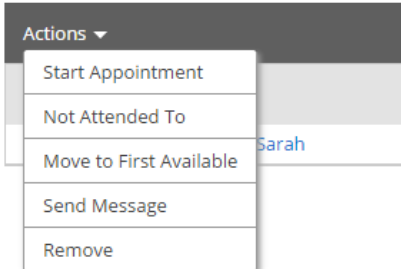 Actions
Start Appointment
Not Attended To
Sarah
Move to First Available
Send Message
Remove